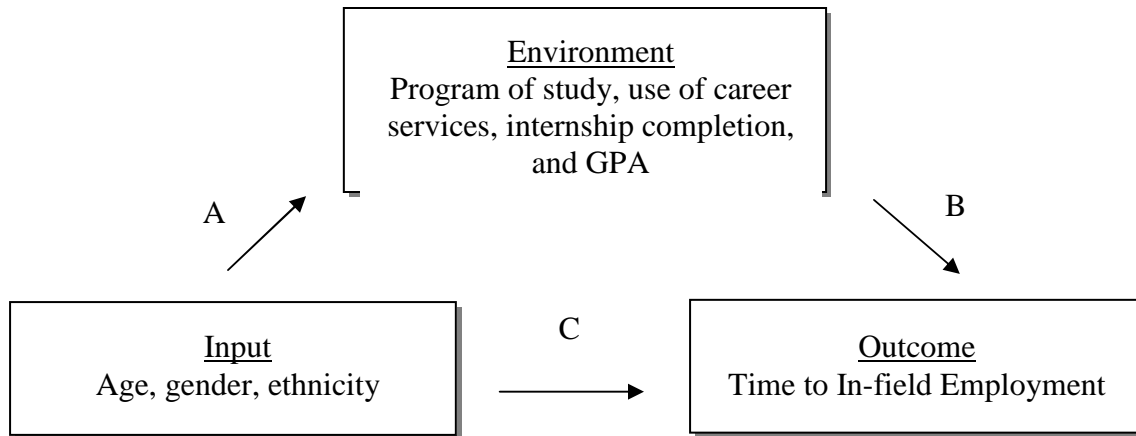 Environment
Program of study, use of career
services, internship completion,
and GPA
A
B
C
Input
Age, gender, ethnicity
Outcome
Time to In-field Employment